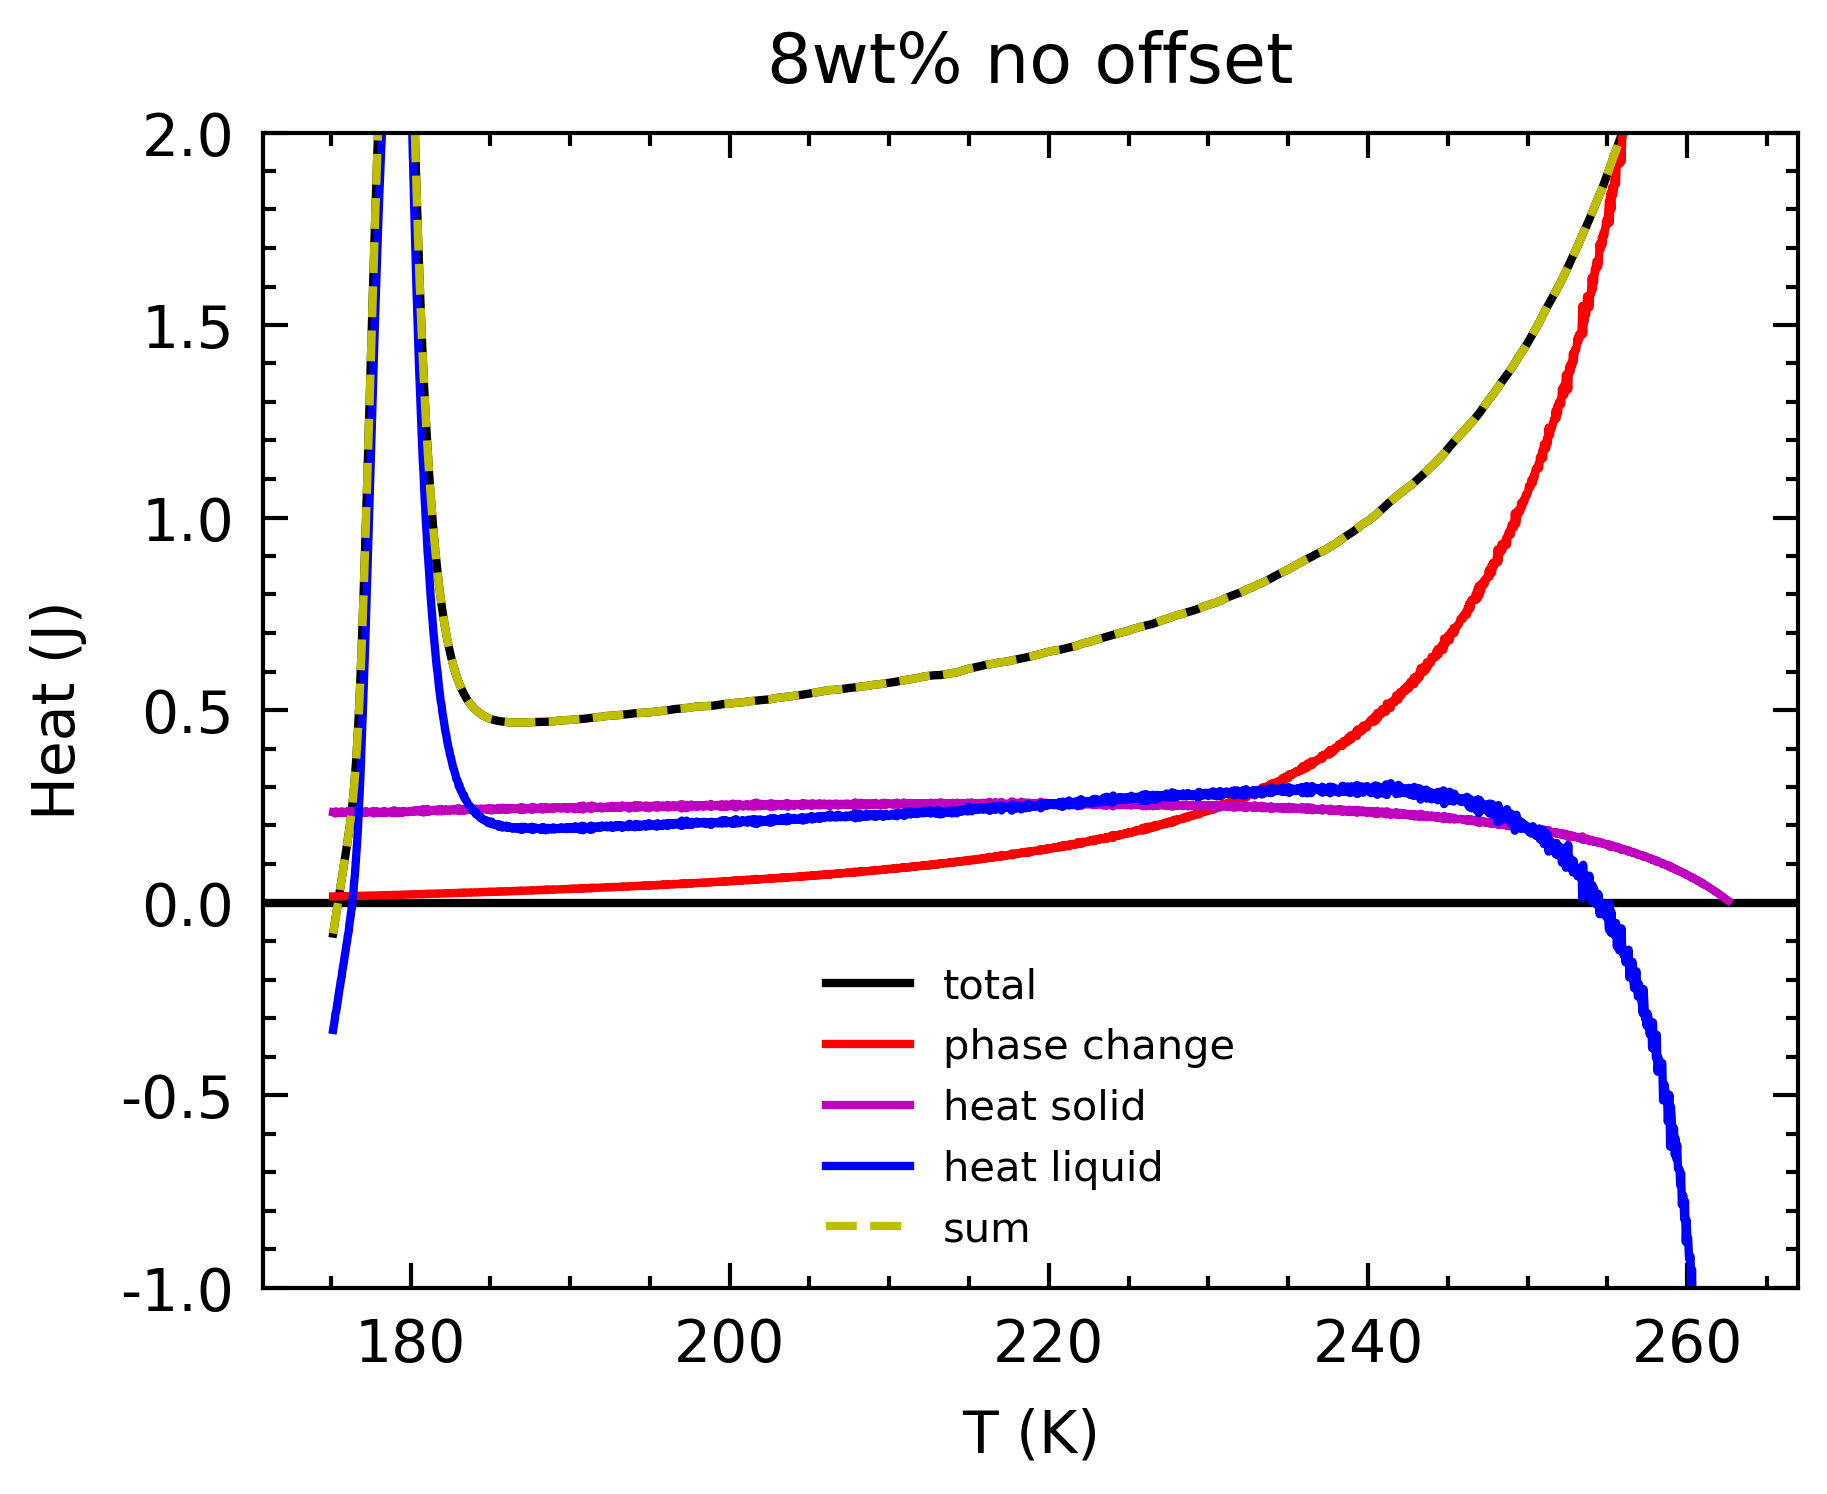 8wt% no offset
2.0
1.5
1.0
0.5
0.0
-0.5
-1.0
Heat (J)
total
phase change
heat solid
heat liquid
sum
180 200 220 240 260
T (K)